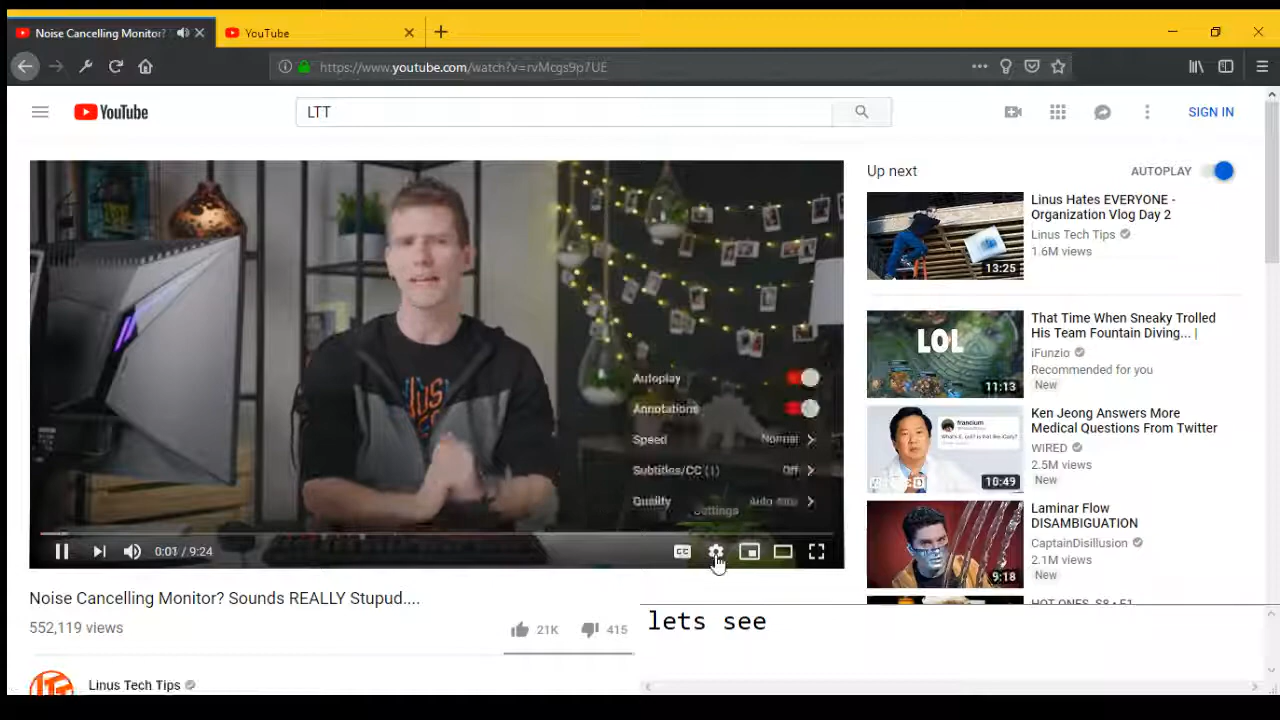 Noise Cancelling Monitor?
YouTube
https://www.youtube.com/watch?v=rvMcgs9p7UE
YouTube
LTT
SIGN IN
Up next
AUTOPLAY
Linus Hates EVERYONE -
Organization Vlog Day 2
Linus Tech Tips
1.6M views
13:25
That Time When Sneaky Trolled
His Team Fountain Diving... |
iFunzio
Recommended for you
New
LOL
11:13
Ken Jeong Answers More
Medical Questions From Twitter
WIRED
2.5M views
New
francium
10:49
Laminar Flow
DISAMBIGUATION
CaptainDisillusion
2.1M views
New
9:18
HOT ONES
Autoplay
Annotations
Speed Normal
Subtitles/CC (1) Off
Quality Auto
Settings
0:01 / 9:24
CC
Noise Cancelling Monitor? Sounds REALLY Stupud....
552,119 views
21K 415
Linus Tech Tips
lets see